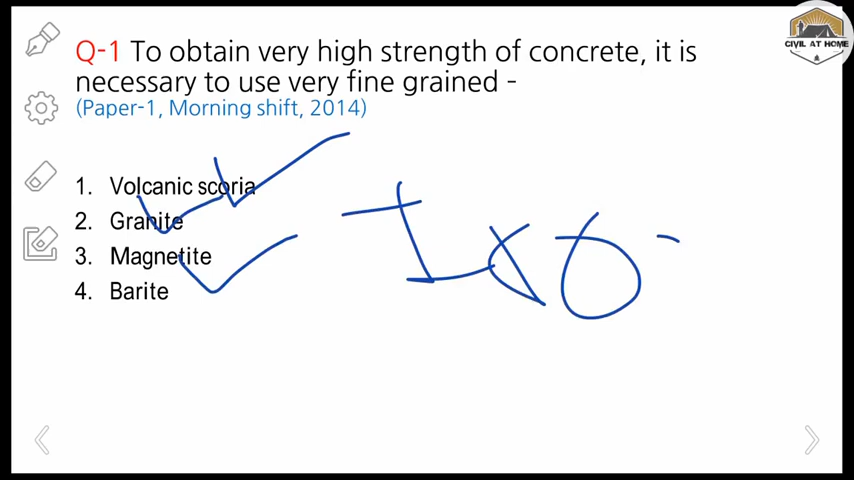 CIVIL AT HOME
Q-1 To obtain very high strength of concrete, it is
necessary to use very fine grained -
(Paper-1, Morning shift, 2014)
1. Volcanic scoria
2. Granite
3. Magnetite
4. Barite